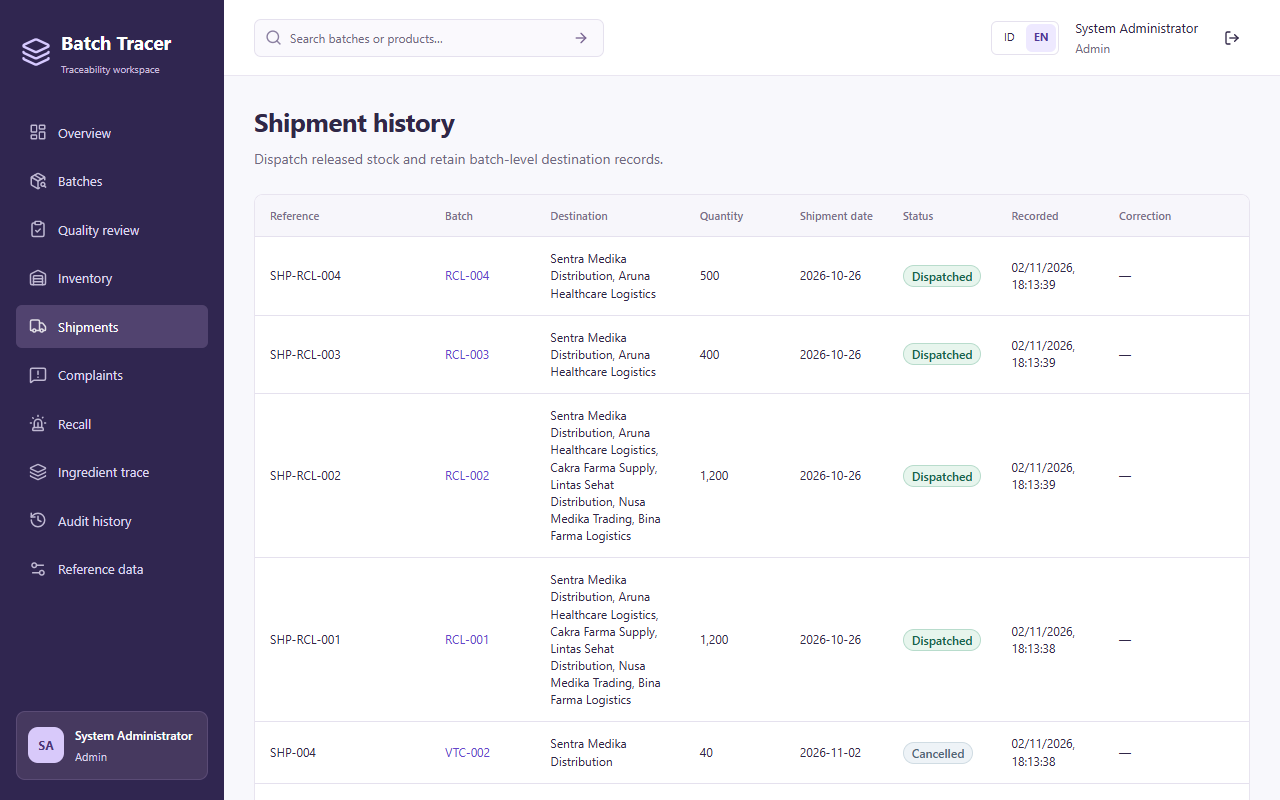 Batch Tracer
Traceability workspace
Overview
Batches
Quality review
Inventory
Shipments
Complaints
Recall
Ingredient trace
Audit history
Reference data
SA
System Administrator
Admin
Search batches or products...
ID
EN
System Administrator
Admin
Shipment history
Dispatch released stock and retain batch-level destination records.
Reference Batch Destination Quantity Shipment date Status Recorded Correction
SHP-RCL-004
RCL-004
Sentra Medika
Distribution, Aruna
Healthcare Logistics
500
2026-10-26
Dispatched
02/11/2026,
18:13:39
—
SHP-RCL-003
RCL-003
Sentra Medika
Distribution, Aruna
Healthcare Logistics
400
2026-10-26
Dispatched
02/11/2026,
18:13:39
—
SHP-RCL-002
RCL-002
Sentra Medika
Distribution, Aruna
Healthcare Logistics,
Cakra Farma Supply,
Lintas Sehat
Distribution, Nusa
Medika Trading, Bina
Farma Logistics
1,200
2026-10-26
Dispatched
02/11/2026,
18:13:39
—
SHP-RCL-001
RCL-001
Sentra Medika
Distribution, Aruna
Healthcare Logistics,
Cakra Farma Supply,
Lintas Sehat
Distribution, Nusa
Medika Trading, Bina
Farma Logistics
1,200
2026-10-26
Dispatched
02/11/2026,
18:13:38
—
SHP-004
VTC-002
Sentra Medika
Distribution
40
2026-11-02
Cancelled
02/11/2026,
18:13:38
—